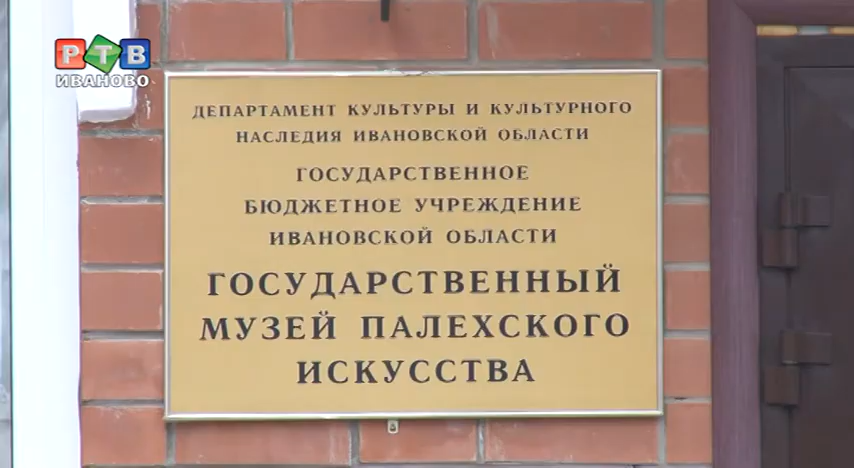 РТВ
ИВАНОВО
ДЕПАРТАМЕНТ КУЛЬТУРЫ И КУЛЬТУРНОГО
НАСЛЕДИЯ ИВАНОВСКОЙ ОБЛАСТИ
ГОСУДАРСТВЕННОЕ
БЮДЖЕТНОЕ УЧРЕЖДЕНИЕ
ИВАНОВСКОЙ ОБЛАСТИ
ГОСУДАРСТВЕННЫЙ
МУЗЕЙ ПАЛЕХСКОГО
ИСКУССТВА